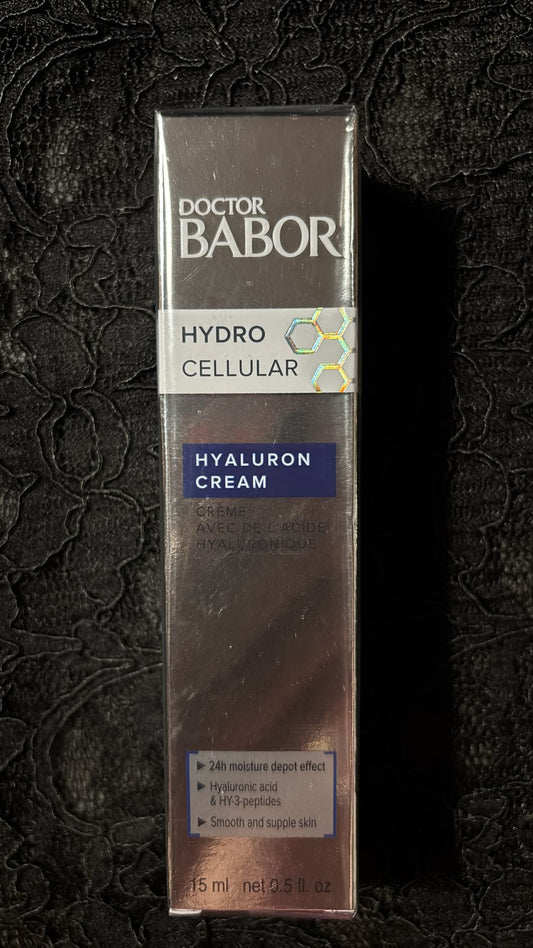 DOCTOR
BABOR
HYDRO
CELLULAR
HYALURON
CREAM
CRÈME
AVEC DE L'ACIDE
HYALURONIQUE
▶ 24h moisture depot effect
▶ Hyaluronic acid
& HY-3-peptides
▶ Smooth and supple skin
15 ml net 0.5 fl. oz.